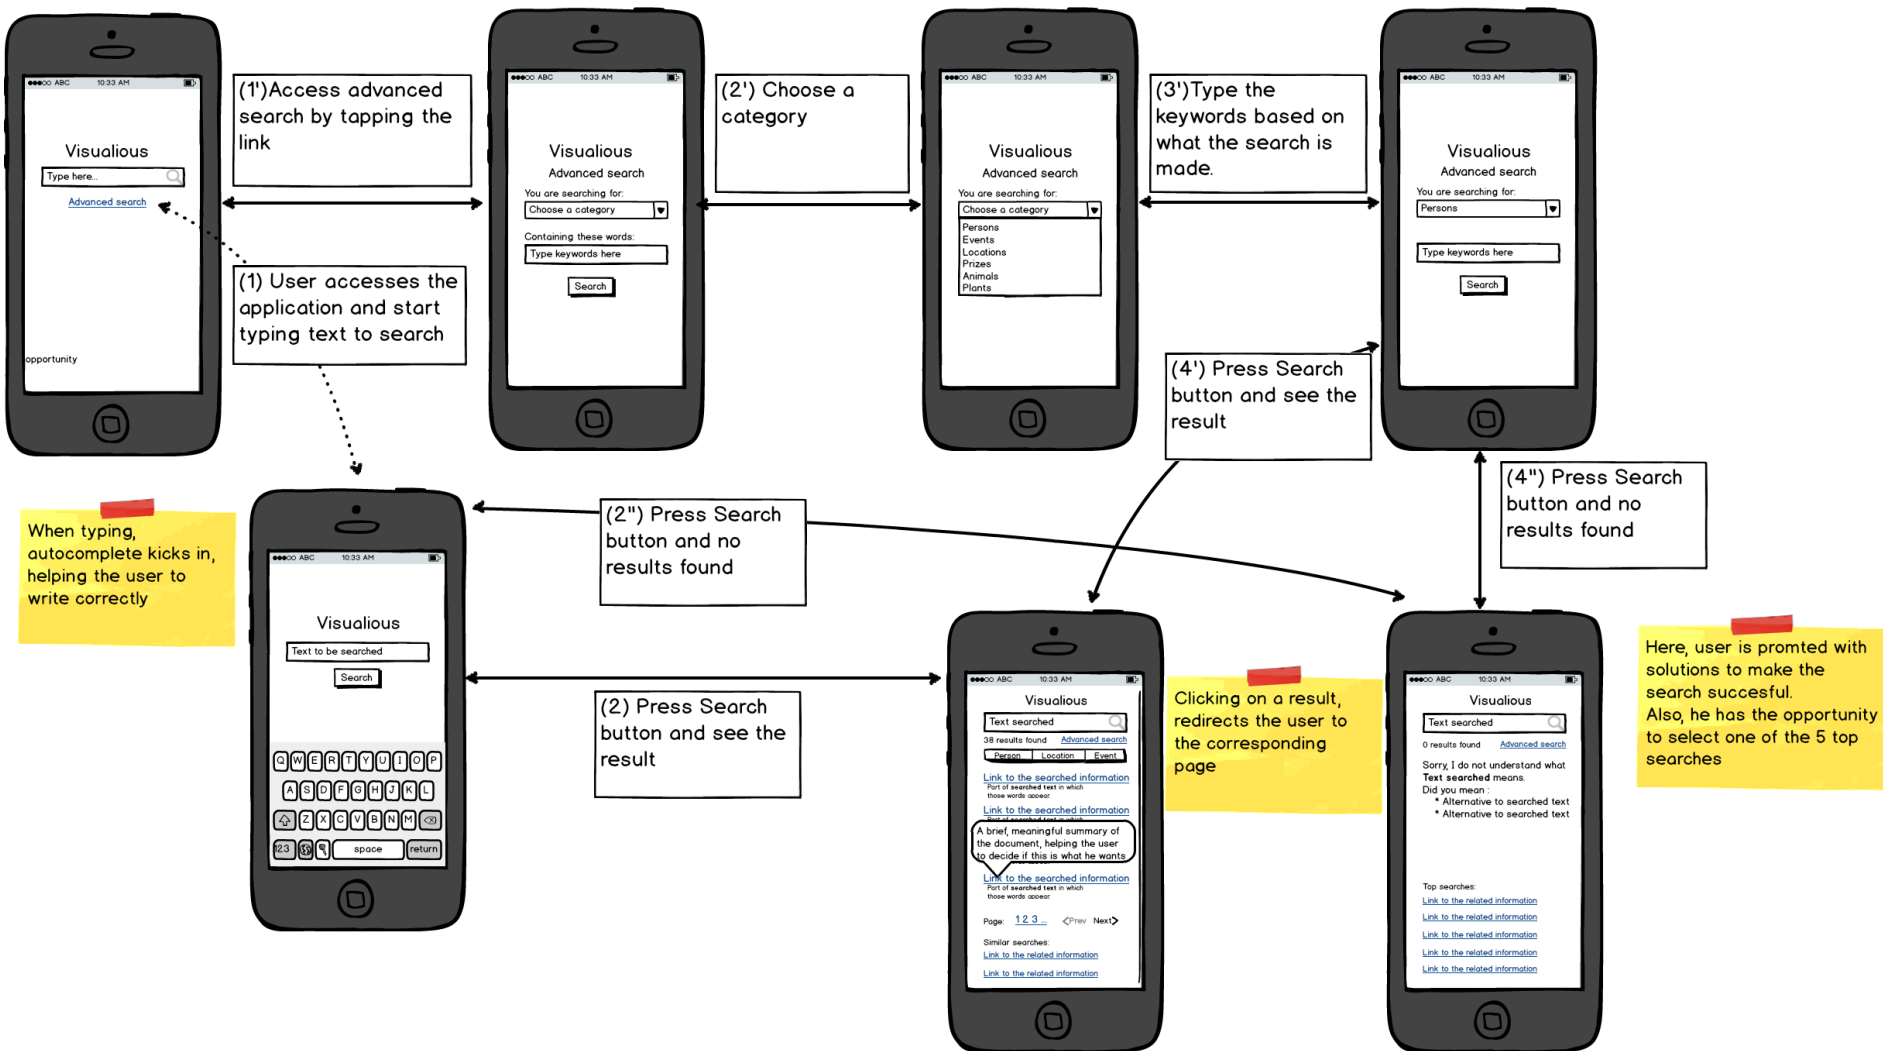 ●●●○○ ABC 10:33 AM
Visualious
Type here...
Advanced search
opportunity
(1')Access advanced
search by tapping the
link
(1) User accesses the
application and start
typing text to search
●●●○○ ABC 10:33 AM
Visualious
Advanced search
You are searching for:
Choose a category
Containing these words:
Type keywords here
Search
(2') Choose a
category
●●●○○ ABC 10:33 AM
Visualious
Advanced search
You are searching for:
Choose a category
Persons
Events
Locations
Prizes
Animals
Plants
(3')Type the
keywords based on
what the search is
made.
●●●○○ ABC 10:33 AM
Visualious
Advanced search
You are searching for:
Persons
Type keywords here
Search
(4') Press Search
button and see the
result
(4") Press Search
button and no
results found
When typing,
autocomplete kicks in,
helping the user to
write correctly
●●●○○ ABC 10:33 AM
Visualious
Text to be searched
Search
Q W E R T Y U I O P
A S D F G H J K L
Z X C V B N M
123 space return
(2") Press Search
button and no
results found
(2) Press Search
button and see the
result
●●●○○ ABC 10:33 AM
Visualious
Text searched
38 results found Advanced search
Person Location Event
Link to the searched information
Part of searched text in which
those words appear.
Link to the searched information
Part of searched text in which
A brief, meaningful summary of
the document, helping the user
to decide if this is what he wants
Link to the searched information
Part of searched text in which
those words appear.
Page: 1 2 3 ... <Prev Next>
Similar searches:
Link to the related information
Link to the related information
Clicking on a result,
redirects the user to
the corresponding
page
●●●○○ ABC 10:33 AM
Visualious
Text searched
0 results found Advanced search
Sorry, I do not understand what
Text searched means.
Did you mean :
* Alternative to searched text
* Alternative to searched text
Top searches:
Link to the related information
Link to the related information
Link to the related information
Link to the related information
Link to the related information
Here, user is promted with
solutions to make the
search succesful.
Also, he has the opportunity
to select one of the 5 top
searches